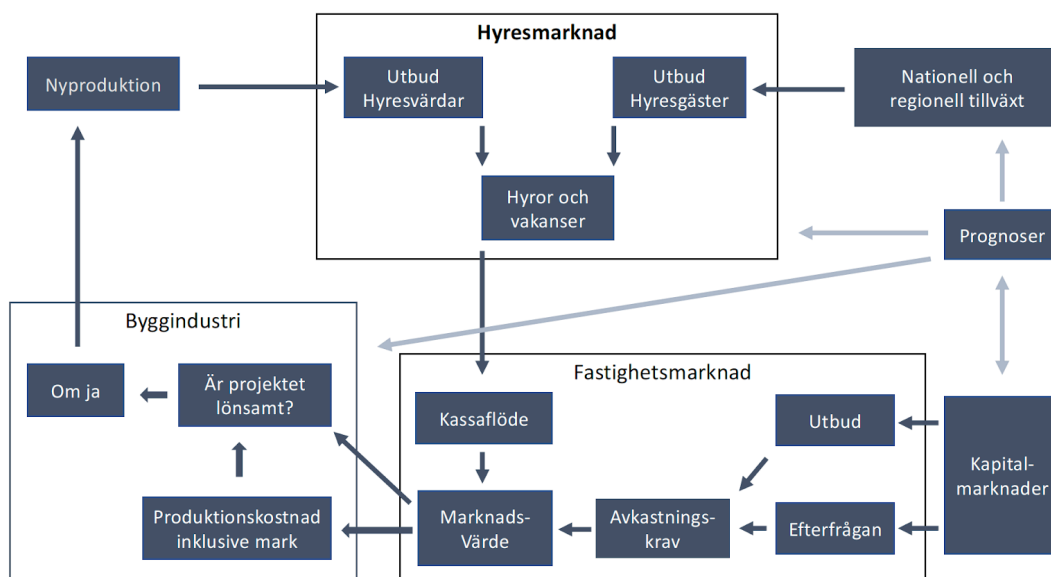 Hyresmarknad
Nyproduktion
Utbud
Hyresvärdar
Utbud
Hyresgäster
Nationell och
regionell tillväxt
Hyror och
vakanser
Prognoser
Byggindustri
Om ja
Är projektet
lönsamt?
Produktionskostnad
inklusive mark
Fastighetsmarknad
Kassaflöde
Utbud
Marknads-
Värde
Avkastnings-
krav
Efterfrågan
Kapital-
marknader